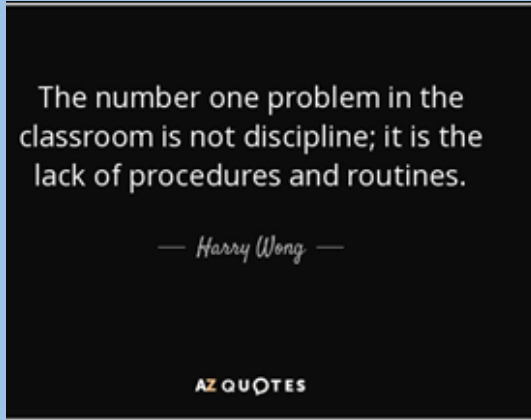 The number one problem in the
classroom is not discipline; it is the
lack of procedures and routines.
Harry Wong
AZ QUOTES